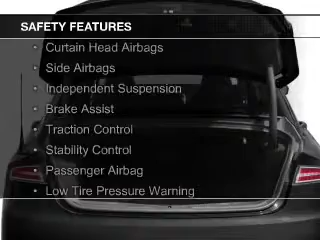 SAFETY FEATURES
• Curtain Head Airbags
• Side Airbags
• Independent Suspension
• Brake Assist
• Traction Control
• Stability Control
• Passenger Airbag
• Low Tire Pressure Warning